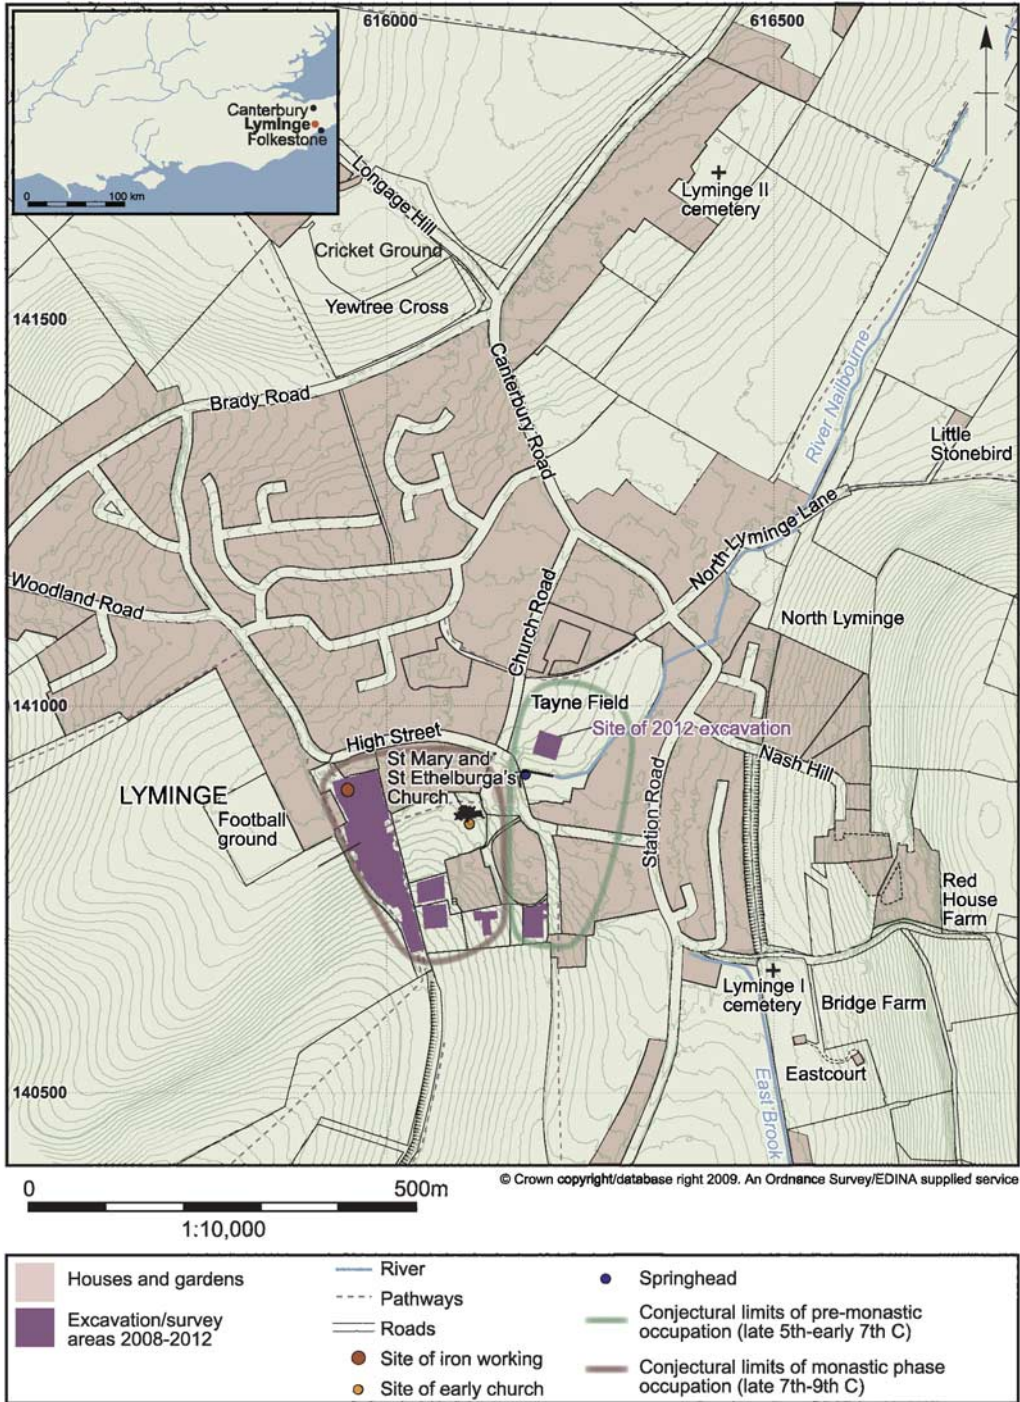 616000
616500
Canterbury
Lyminge
Folkestone
0
100 km
Longage Hill
Lyminge II
cemetery
Cricket Ground
Yewtree Cross
141500
Canterbury Road
River Nailbourne
Brady Road
Little
Stonebird
North Lyminge Lane
Woodland Road
Church Road
North Lyminge
141000
Tayne Field
Site of 2012 excavation
High Street
St Mary and
St Ethelburga's
Church
Nash Hill
LYMINGE
Football
ground
Station Road
Red
House
Farm
Lyminge I
cemetery
Bridge Farm
Eastcourt
140500
East Brook
© Crown copyright/database right 2009. An Ordnance Survey/EDINA supplied service
0
500m
1:10,000
Houses and gardens
Excavation/survey
areas 2008-2012
River
Pathways
Roads
Site of iron working
Site of early church
Springhead
Conjectural limits of pre-monastic
occupation (late 5th-early 7th C)
Conjectural limits of monastic phase
occupation (late 7th-9th C)